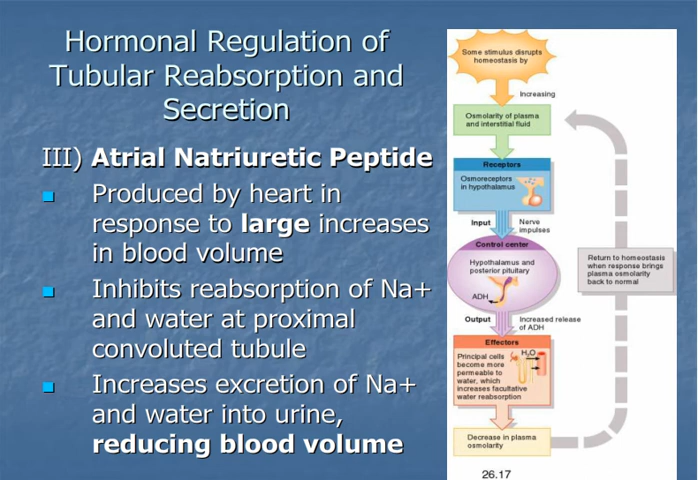 Hormonal Regulation of
Tubular Reabsorption and
Secretion
III) Atrial Natriuretic Peptide
Produced by heart in
response to large increases
in blood volume
Inhibits reabsorption of Na+
and water at proximal
convoluted tubule
Increases excretion of Na+
and water into urine,
reducing blood volume
Some stimulus disrupts
homeostasis by
Increasing
Osmolarity of plasma
and interstitial fluid
Receptors
Osmoreceptors
in hypothalamus
Input
Nerve
impulses
Control center
Hypothalamus and
posterior pituitary
ADH
Output
Increased release
of ADH
Effectors
Principal cells
become more
permeable to
water, which
increases facultative
water reabsorption
H2O
Decrease in plasma
osmolarity
Return to homeostasis
when response brings
plasma osmolarity
back to normal
26.17